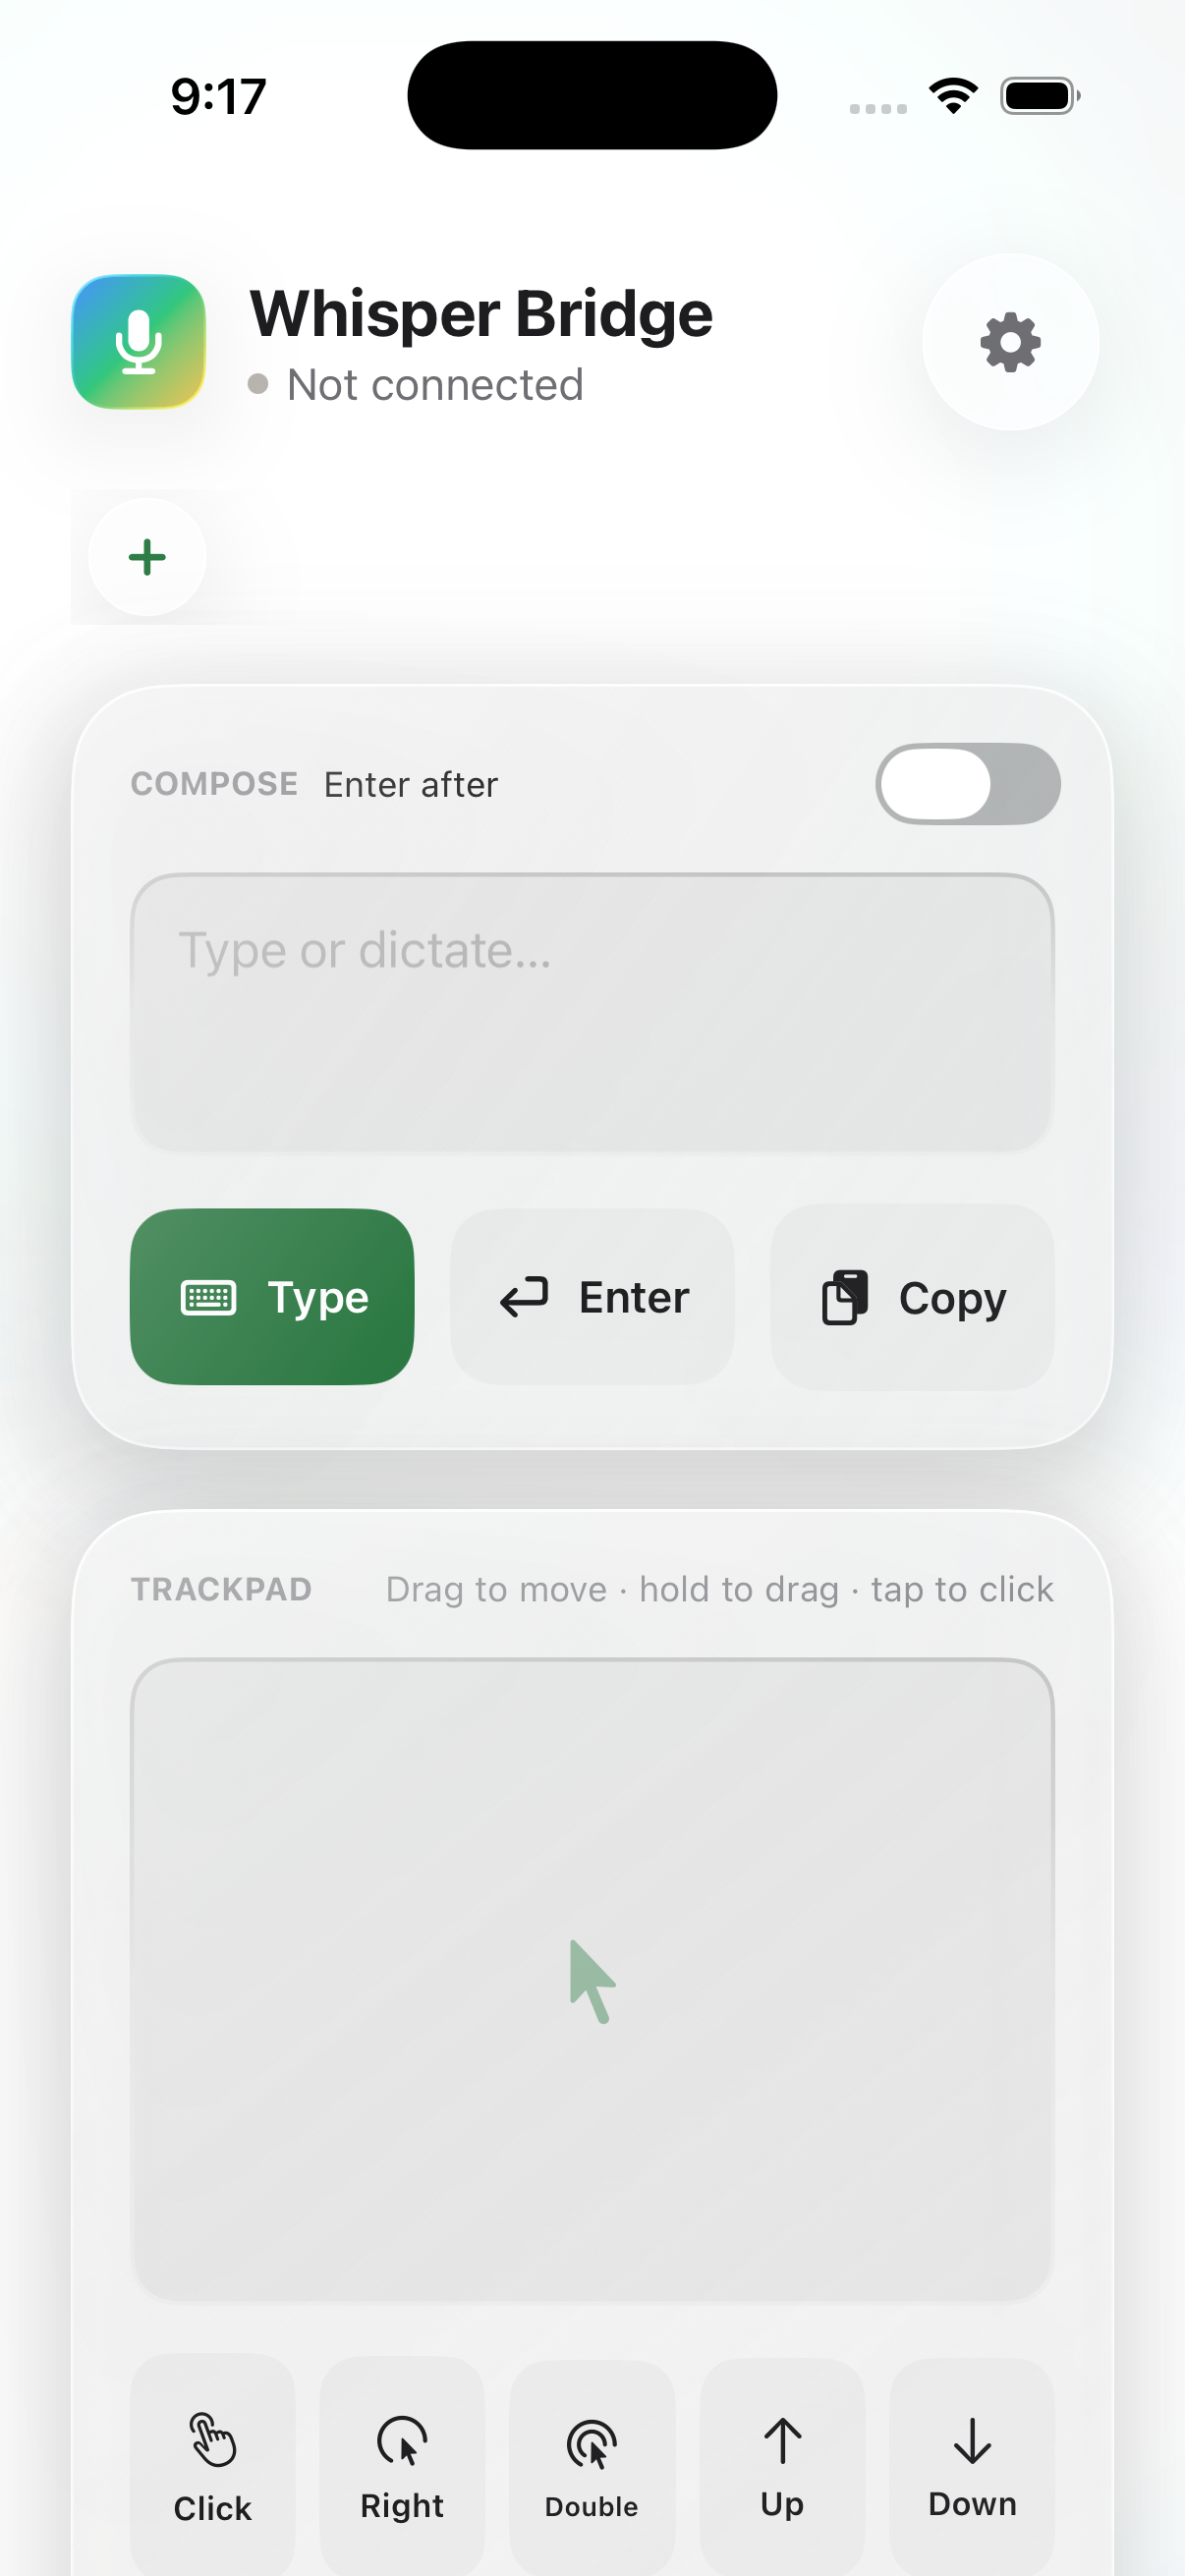 9:17
Whisper Bridge
Not connected
COMPOSE Enter after
Type or dictate...
Type Enter Copy
TRACKPAD Drag to move · hold to drag · tap to click
Click Right Double Up Down